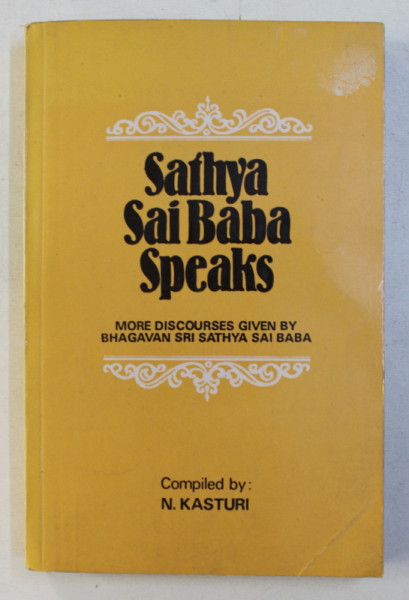 Sathya
Sai Baba
Speaks
MORE DISCOURSES GIVEN BY
BHAGAVAN SRI SATHYA SAI BABA
Compiled by:
N. KASTURI